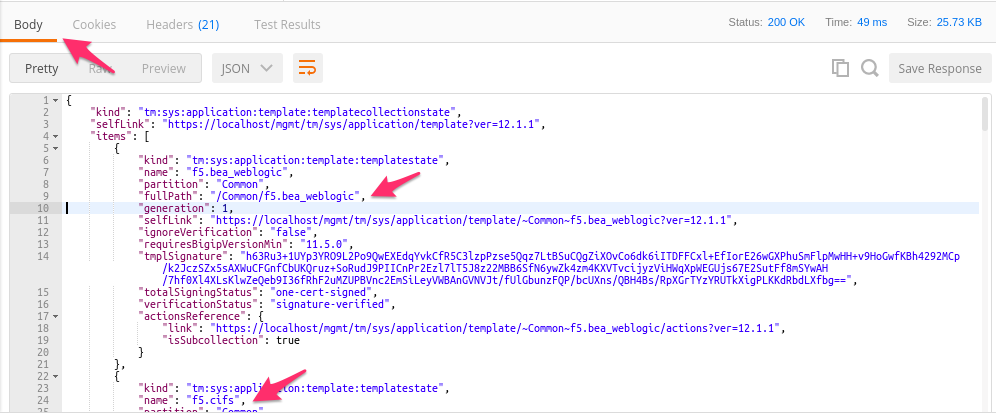 Body Cookies Headers (21) Test Results Status: 200 OK Time: 49 ms Size: 25.73 KB
Pretty Raw Preview JSON Save Response
1 {
2 "kind": "tm:sys:application:template:templatecollectionstate",
3 "selfLink": "https://localhost/mgmt/tm/sys/application/template?ver=12.1.1",
4 "items": [
5 {
6 "kind": "tm:sys:application:template:templatestate",
7 "name": "f5.bea_weblogic",
8 "partition": "Common",
9 "fullPath": "/Common/f5.bea_weblogic",
10 "generation": 1,
11 "selfLink": "https://localhost/mgmt/tm/sys/application/template/~Common~f5.bea_weblogic?ver=12.1.1",
12 "ignoreVerification": "false",
13 "requiresBigipVersionMin": "11.5.0",
14 "tmplSignature": "h63Ru3+1UYp3YRO9L2Po9QwEXEdqYvkCfR5C3lzpPzse5Qqz7LtBSuCQgZiXOvCo6dk6iITDFFCxl+EfIorE26wGXPhuSmFlpMwHH+v9HoGwfKBh4292MCp
/k2JczSZx5sAXWuCFGnfCbUKQruz+SoRudJ9PIICnPr2Ezl7lT5J8z22MBB6SfN6ywZk4zm4KXVTvcijyzViHWqXpWEGUjs67E2SutFf8mSYwAH
/7hf0Xl4XLsKlwZeQeb9I36fRhF2uMZUPBVnc2EmSiLeyVWBAnGVNVJt/fUlGbunzFQP/bcUXns/QBH4Bs/RpXGrTYzYRUTkXigPLKKdRbdLXfbg==",
15 "totalSigningStatus": "one-cert-signed",
16 "verificationStatus": "signature-verified",
17 "actionsReference": {
18 "link": "https://localhost/mgmt/tm/sys/application/template/~Common~f5.bea_weblogic/actions?ver=12.1.1",
19 "isSubcollection": true
20 }
21 },
22 {
23 "kind": "tm:sys:application:template:templatestate",
24 "name": "f5.cifs",
25 "partition": "Common",